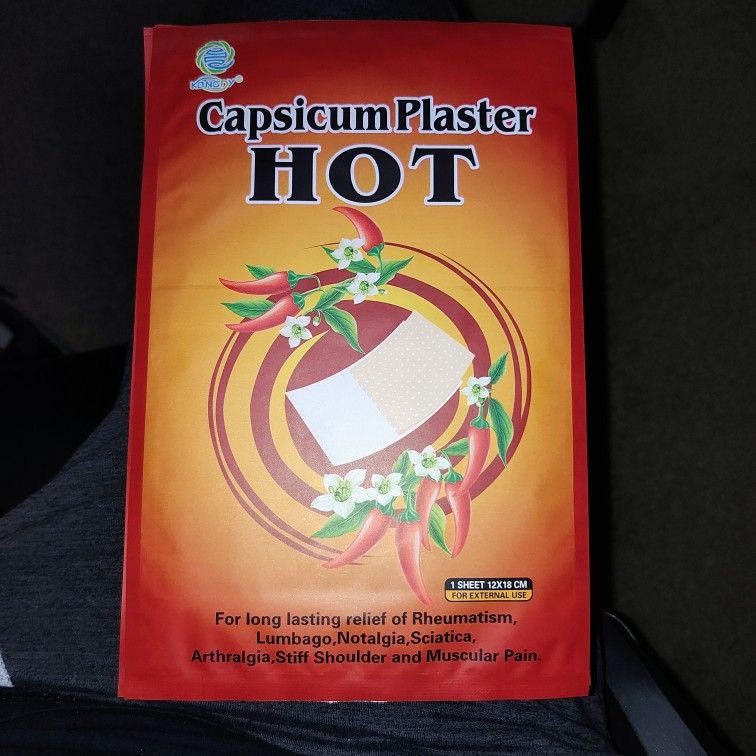 KONGDY®
Capsicum Plaster
HOT
1 SHEET 12X18 CM
FOR EXTERNAL USE
For long lasting relief of Rheumatism,
Lumbago,Notalgia,Sciatica,
Arthralgia,Stiff Shoulder and Muscular Pain.